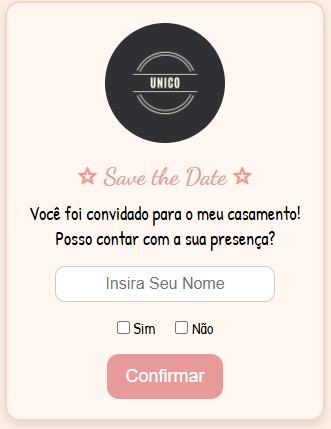 UNICO
☆ Save the Date ☆
Você foi convidado para o meu casamento!
Posso contar com a sua presença?
Insira Seu Nome
Sim Não
Confirmar